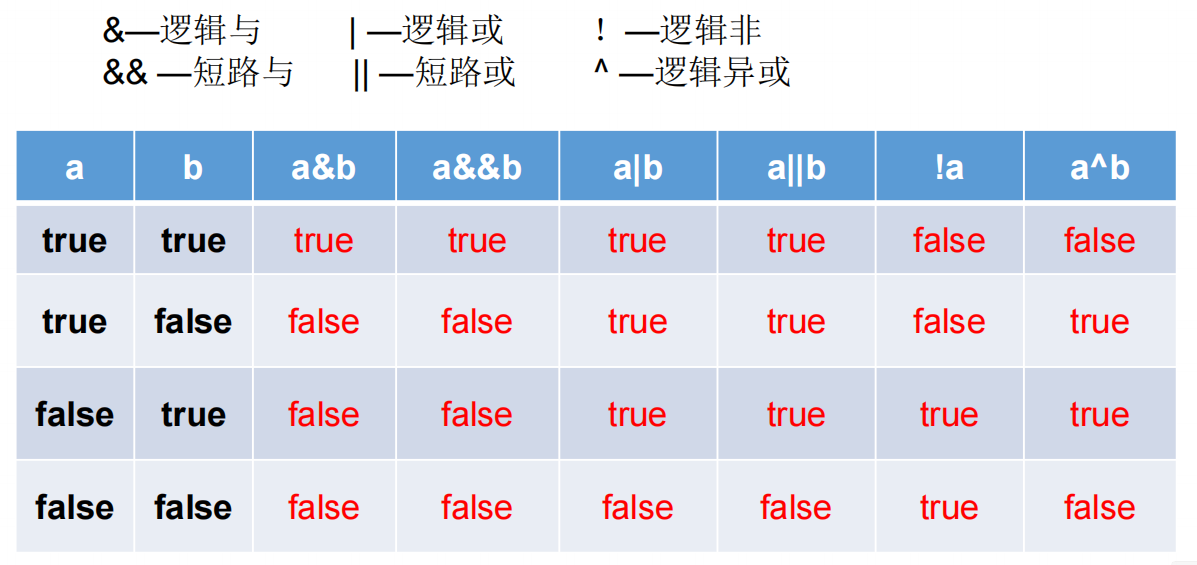 &—逻辑与 | —逻辑或 ! —逻辑非
&& —短路与 || —短路或 ^ —逻辑异或
a b a&b a&&b a|b a||b !a a^b
true true true true true true false false
true false false false true true false true
false true false false true true true true
false false false false false false true false